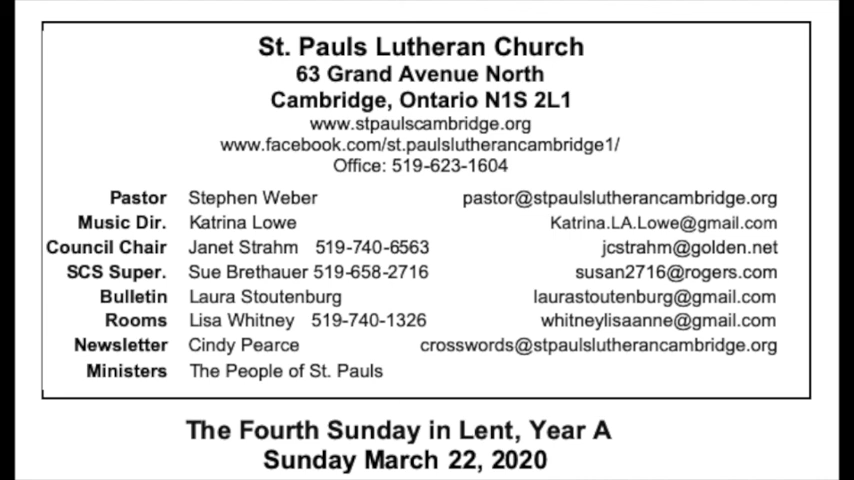 St. Pauls Lutheran Church
63 Grand Avenue North
Cambridge, Ontario N1S 2L1
www.stpaulscambridge.org
www.facebook.com/st.paulslutherancambridge1/
Office: 519-623-1604
Pastor Stephen Weber pastor@stpaulslutherancambridge.org
Music Dir. Katrina Lowe Katrina.LA.Lowe@gmail.com
Council Chair Janet Strahm 519-740-6563 jcstrahm@golden.net
SCS Super. Sue Brethauer 519-658-2716 susan2716@rogers.com
Bulletin Laura Stoutenburg laurastoutenburg@gmail.com
Rooms Lisa Whitney 519-740-1326 whitneylisaanne@gmail.com
Newsletter Cindy Pearce crosswords@stpaulslutherancambridge.org
Ministers The People of St. Pauls
The Fourth Sunday in Lent, Year A
Sunday March 22, 2020